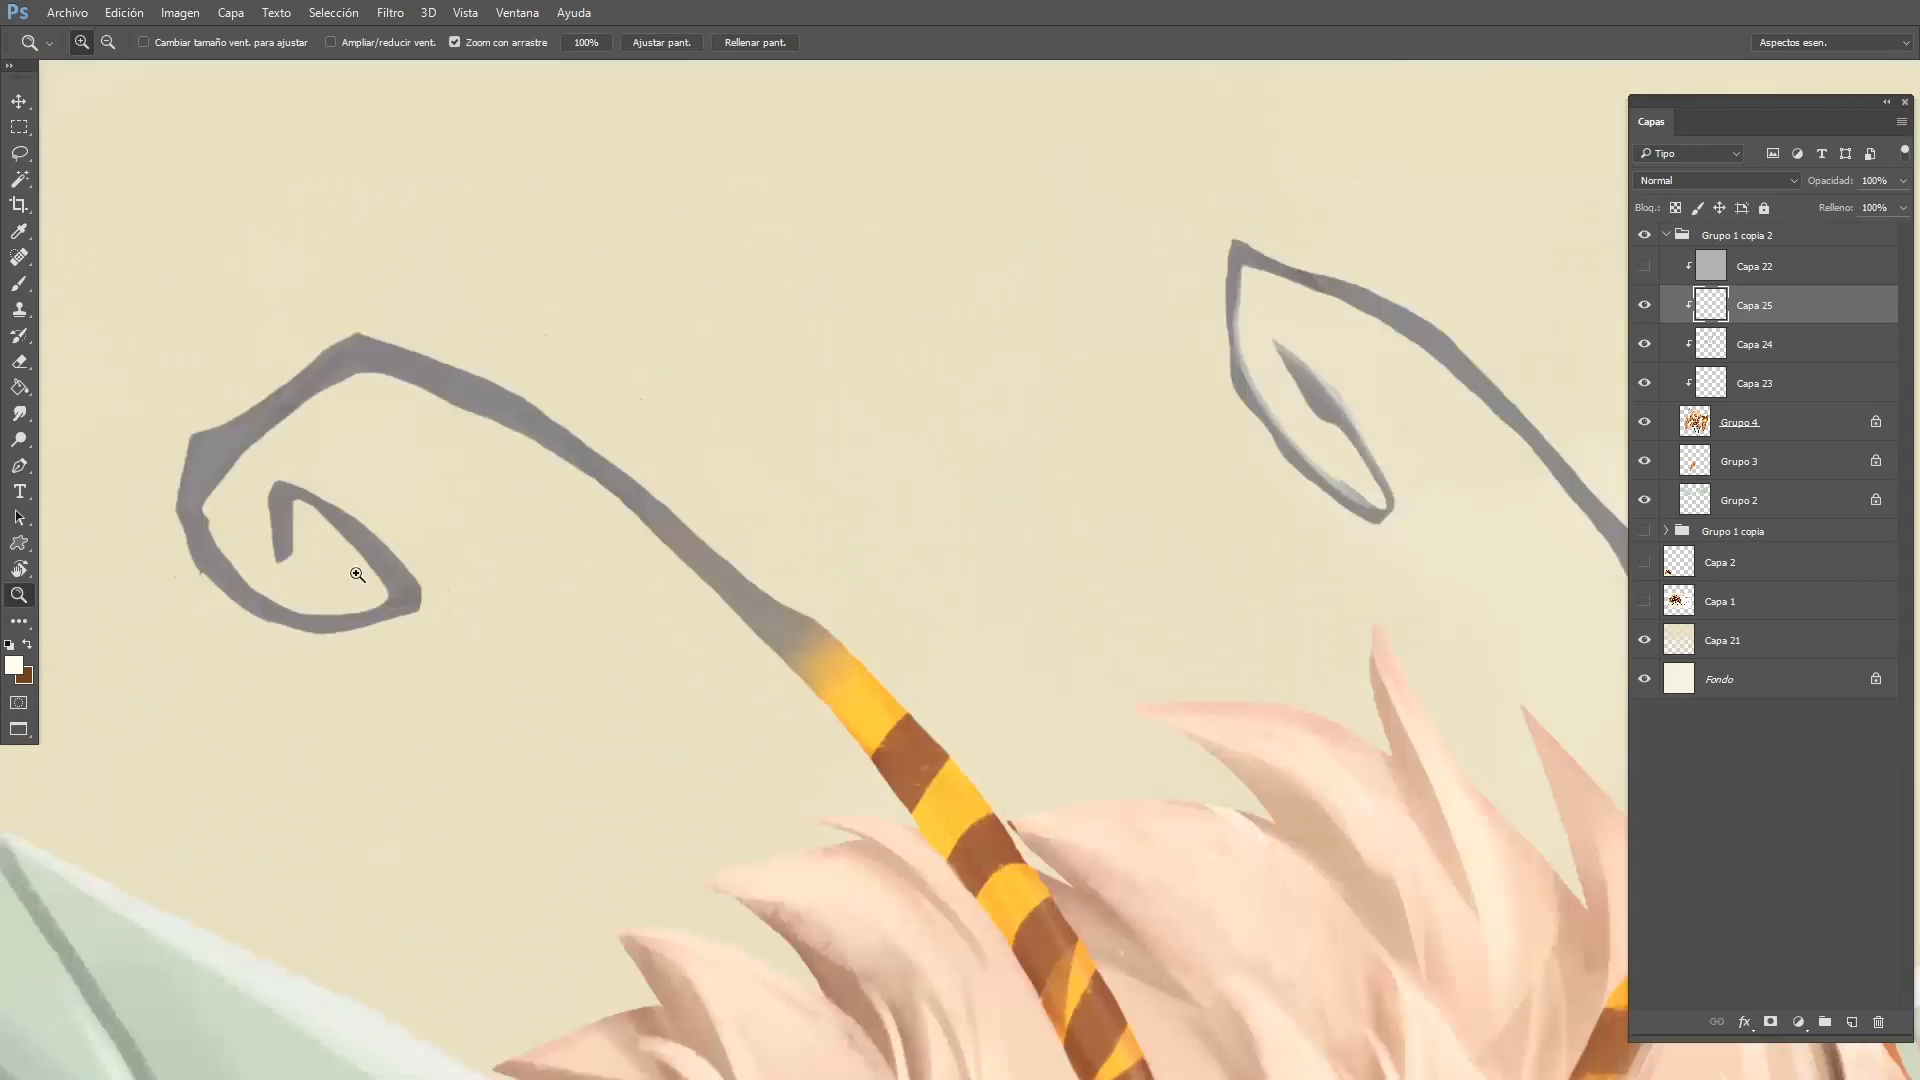 Ps Archivo Edición Imagen Capa Texto Selección Filtro 3D Vista Ventana Ayuda
Cambiar tamaño vent. para ajustar Ampliar/reducir vent. Zoom con arrastre 100% Ajustar pant. Rellenar pant. Aspectos esen.
Capas
Tipo
Normal Opacidad: 100%
Bloq.: Relleno: 100%
Grupo 1 copia 2
Capa 22
Capa 25
Capa 24
Capa 23
Grupo 4
Grupo 3
Grupo 2
Grupo 1 copia
Capa 2
Capa 1
Capa 21
Fondo
fx